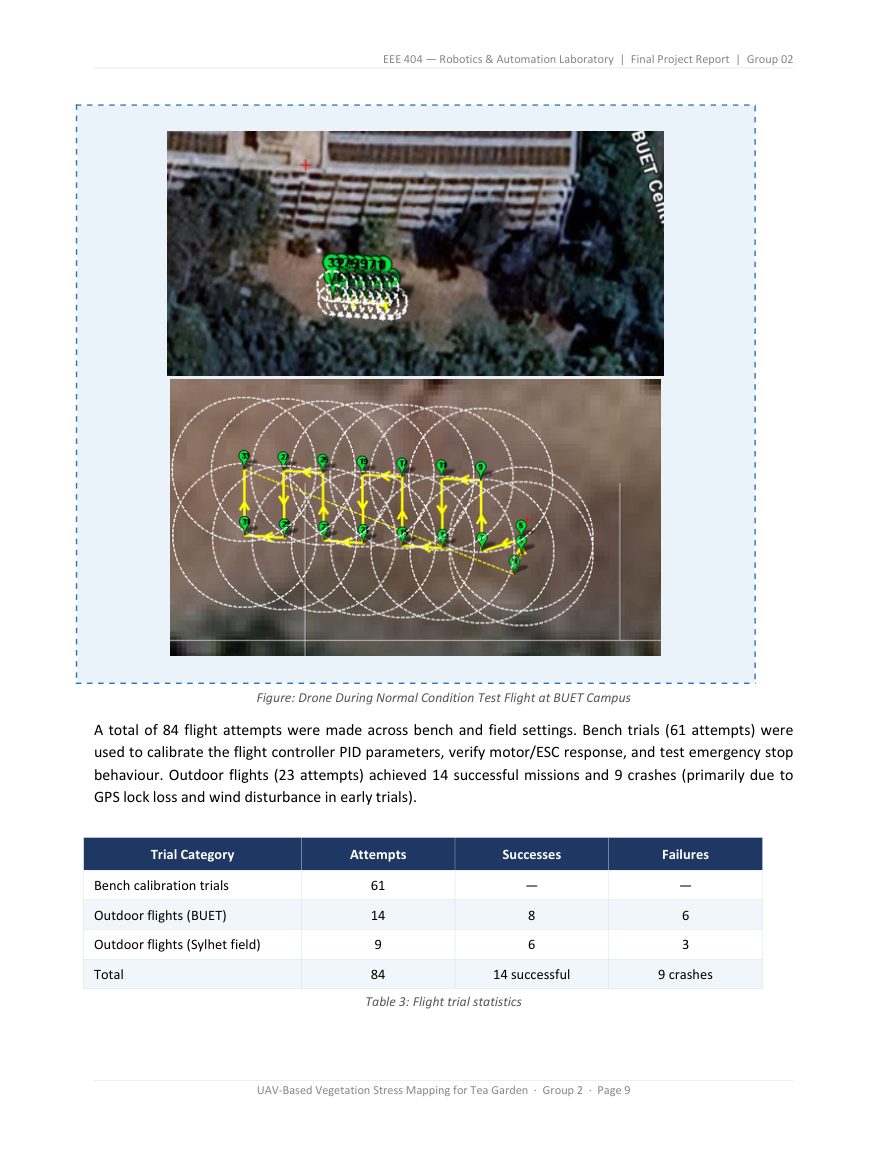 EEE 404 — Robotics & Automation Laboratory | Final Project Report | Group 02
BUET Cent
Figure: Drone During Normal Condition Test Flight at BUET Campus
A total of 84 flight attempts were made across bench and field settings. Bench trials (61 attempts) were
used to calibrate the flight controller PID parameters, verify motor/ESC response, and test emergency stop
behaviour. Outdoor flights (23 attempts) achieved 14 successful missions and 9 crashes (primarily due to
GPS lock loss and wind disturbance in early trials).
Trial Category Attempts Successes Failures
Bench calibration trials 61 — —
Outdoor flights (BUET) 14 8 6
Outdoor flights (Sylhet field) 9 6 3
Total 84 14 successful 9 crashes
Table 3: Flight trial statistics
UAV-Based Vegetation Stress Mapping for Tea Garden · Group 2 · Page 9